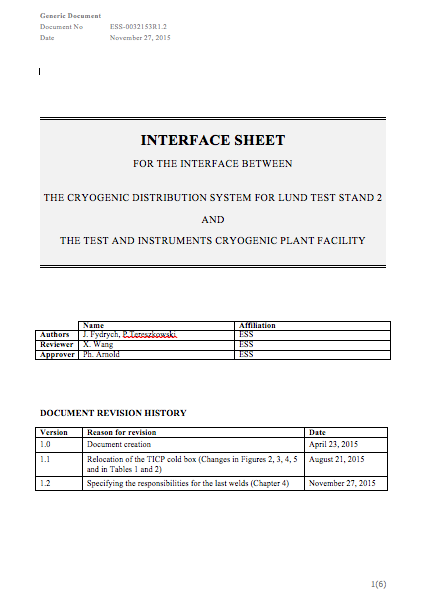 Generic Document
Document No ESS-0032153R1.2
Date November 27, 2015
INTERFACE SHEET
FOR THE INTERFACE BETWEEN
THE CRYOGENIC DISTRIBUTION SYSTEM FOR LUND TEST STAND 2
AND
THE TEST AND INSTRUMENTS CRYOGENIC PLANT FACILITY
Name Affiliation
Authors J. Fydrych, P.Tereszkowski, ESS
Reviewer X. Wang ESS
Approver Ph. Arnold ESS
DOCUMENT REVISION HISTORY
Version Reason for revision Date
1.0 Document creation April 23, 2015
1.1 Relocation of the TICP cold box (Changes in Figures 2, 3, 4, 5 August 21, 2015
and in Tables 1 and 2)
1.2 Specifying the responsibilities for the last welds (Chapter 4) November 27, 2015
1(6)